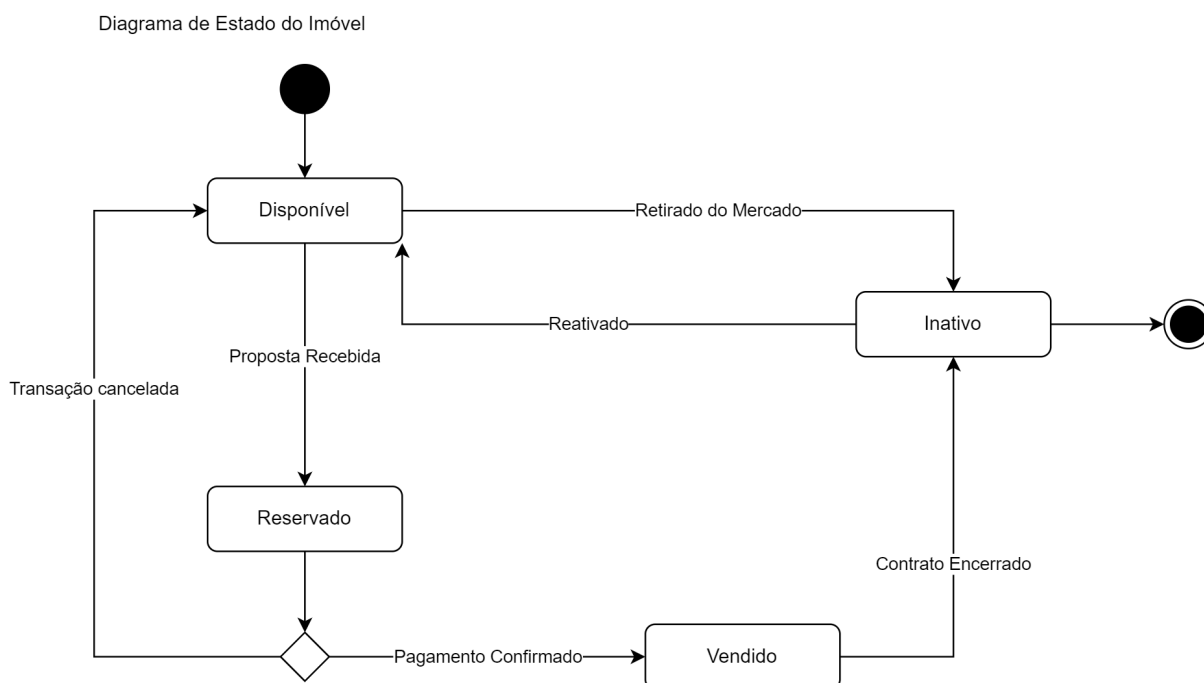 Diagrama de Estado do Imóvel
Disponível
Retirado do Mercado
Inativo
Reativado
Proposta Recebida
Transação cancelada
Reservado
Contrato Encerrado
Pagamento Confirmado
Vendido